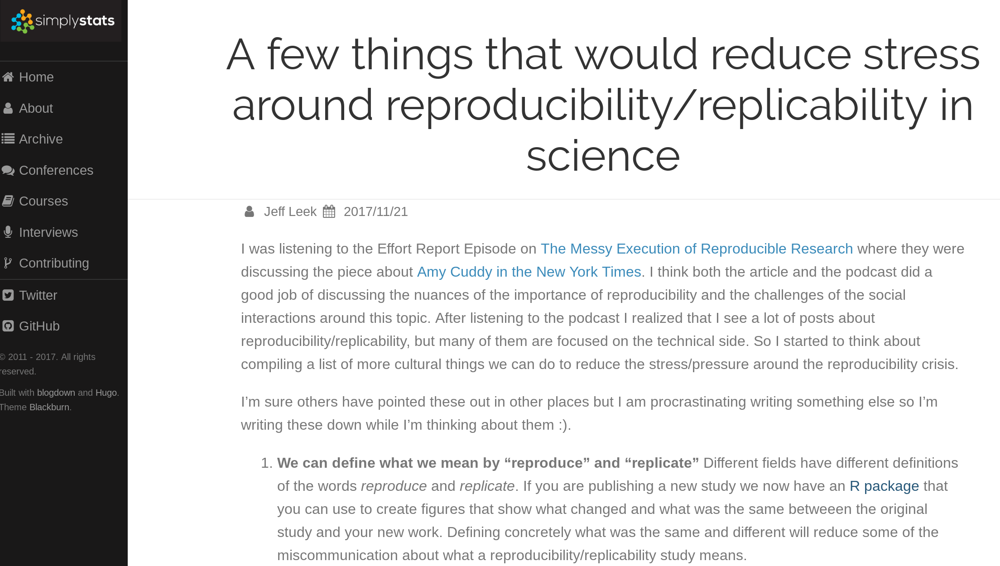 simplystats
Home
About
Archive
Conferences
Courses
Interviews
Contributing
Twitter
GitHub
© 2011 - 2017. All rights
reserved.
Built with blogdown and Hugo.
Theme Blackburn.
A few things that would reduce stress
around reproducibility/replicability in
science
Jeff Leek 2017/11/21
I was listening to the Effort Report Episode on The Messy Execution of Reproducible Research where they were
discussing the piece about Amy Cuddy in the New York Times. I think both the article and the podcast did a
good job of discussing the nuances of the importance of reproducibility and the challenges of the social
interactions around this topic. After listening to the podcast I realized that I see a lot of posts about
reproducibility/replicability, but many of them are focused on the technical side. So I started to think about
compiling a list of more cultural things we can do to reduce the stress/pressure around the reproducibility crisis.
I’m sure others have pointed these out in other places but I am procrastinating writing something else so I’m
writing these down while I’m thinking about them :).
1. We can define what we mean by “reproduce” and “replicate” Different fields have different definitions
of the words reproduce and replicate. If you are publishing a new study we now have an R package that
you can use to create figures that show what changed and what was the same betweeen the original
study and your new work. Defining concretely what was the same and different will reduce some of the
miscommunication about what a reproducibility/replicability study means.